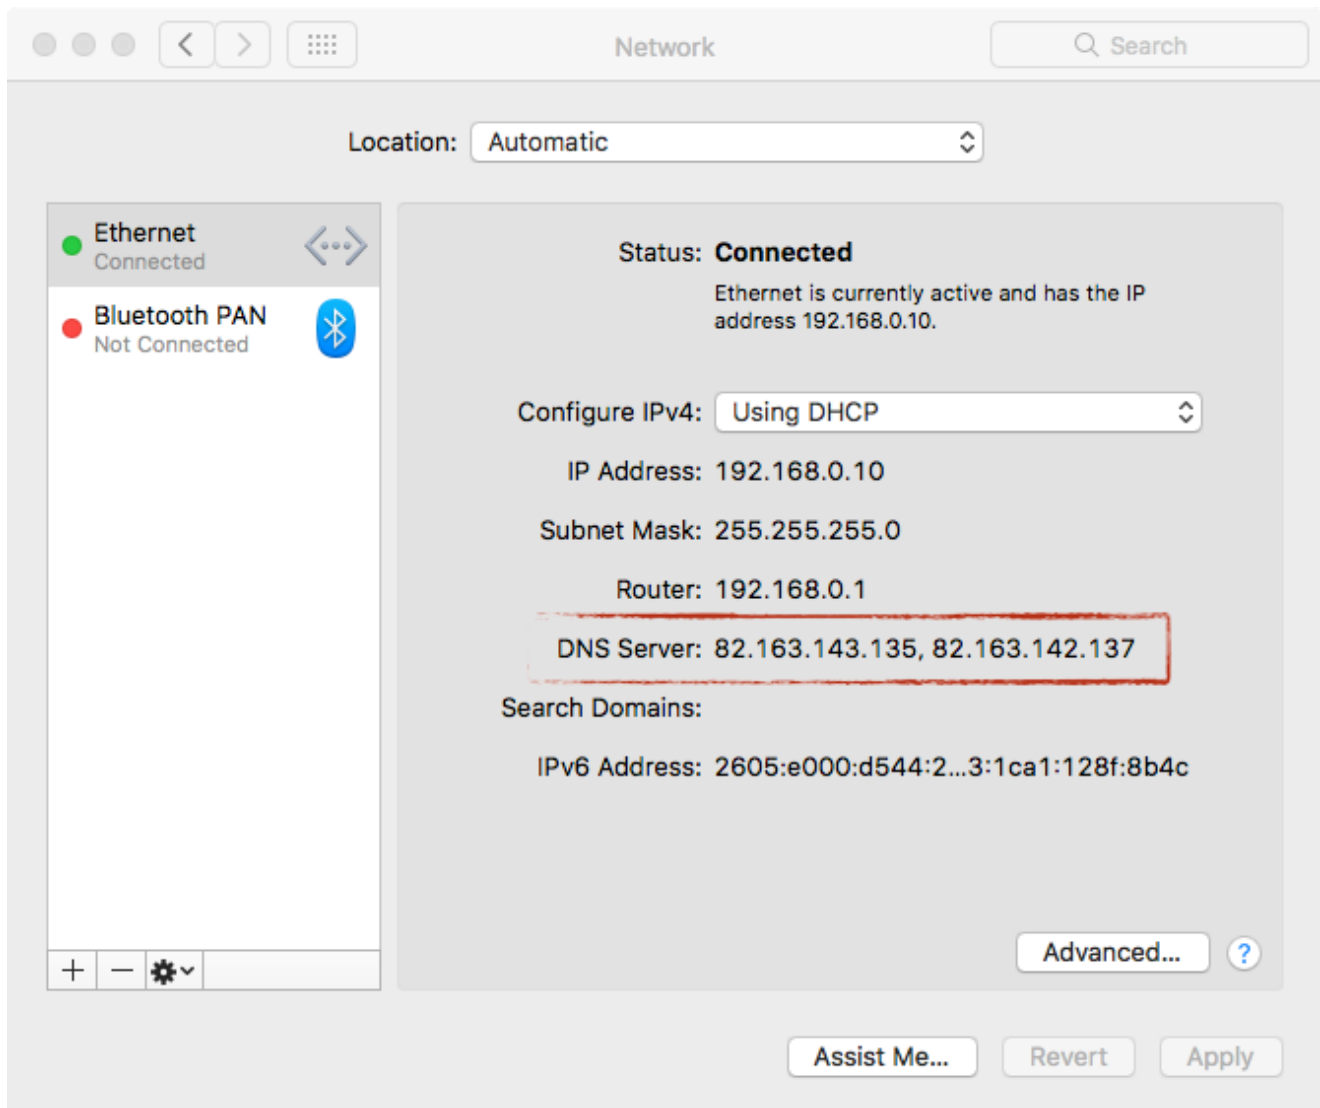 Network
Search
Location: Automatic
Ethernet
Connected
Bluetooth PAN
Not Connected
Status: Connected
Ethernet is currently active and has the IP
address 192.168.0.10.
Configure IPv4: Using DHCP
IP Address: 192.168.0.10
Subnet Mask: 255.255.255.0
Router: 192.168.0.1
DNS Server: 82.163.143.135, 82.163.142.137
Search Domains:
IPv6 Address: 2605:e000:d544:2...3:1ca1:128f:8b4c
Advanced... ?
Assist Me... Revert Apply